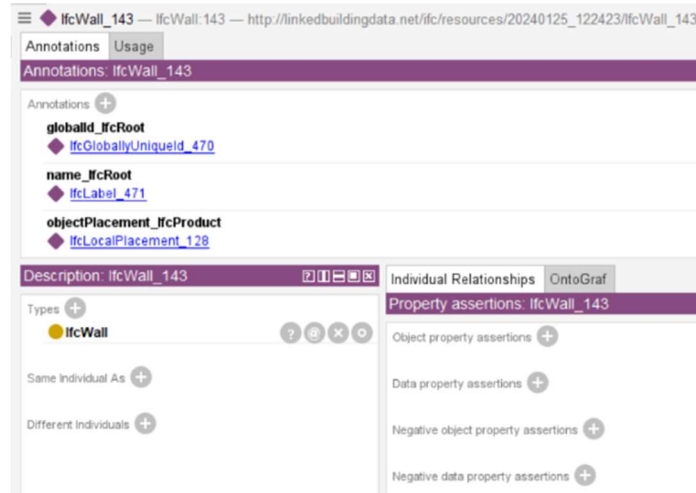 IfcWall_143 — IfcWall:143 — http://linkedbuildingdata.net/ifc/resources/20240125_122423/IfcWall_143
Annotations Usage
Annotations: IfcWall_143
Annotations
globalId_IfcRoot
IfcGloballyUniqueId_470
name_IfcRoot
IfcLabel_471
objectPlacement_IfcProduct
IfcLocalPlacement_128
Description: IfcWall_143
Types
IfcWall
Same Individual As
Different Individuals
Individual Relationships OntoGraf
Property assertions: IfcWall_143
Object property assertions
Data property assertions
Negative object property assertions
Negative data property assertions